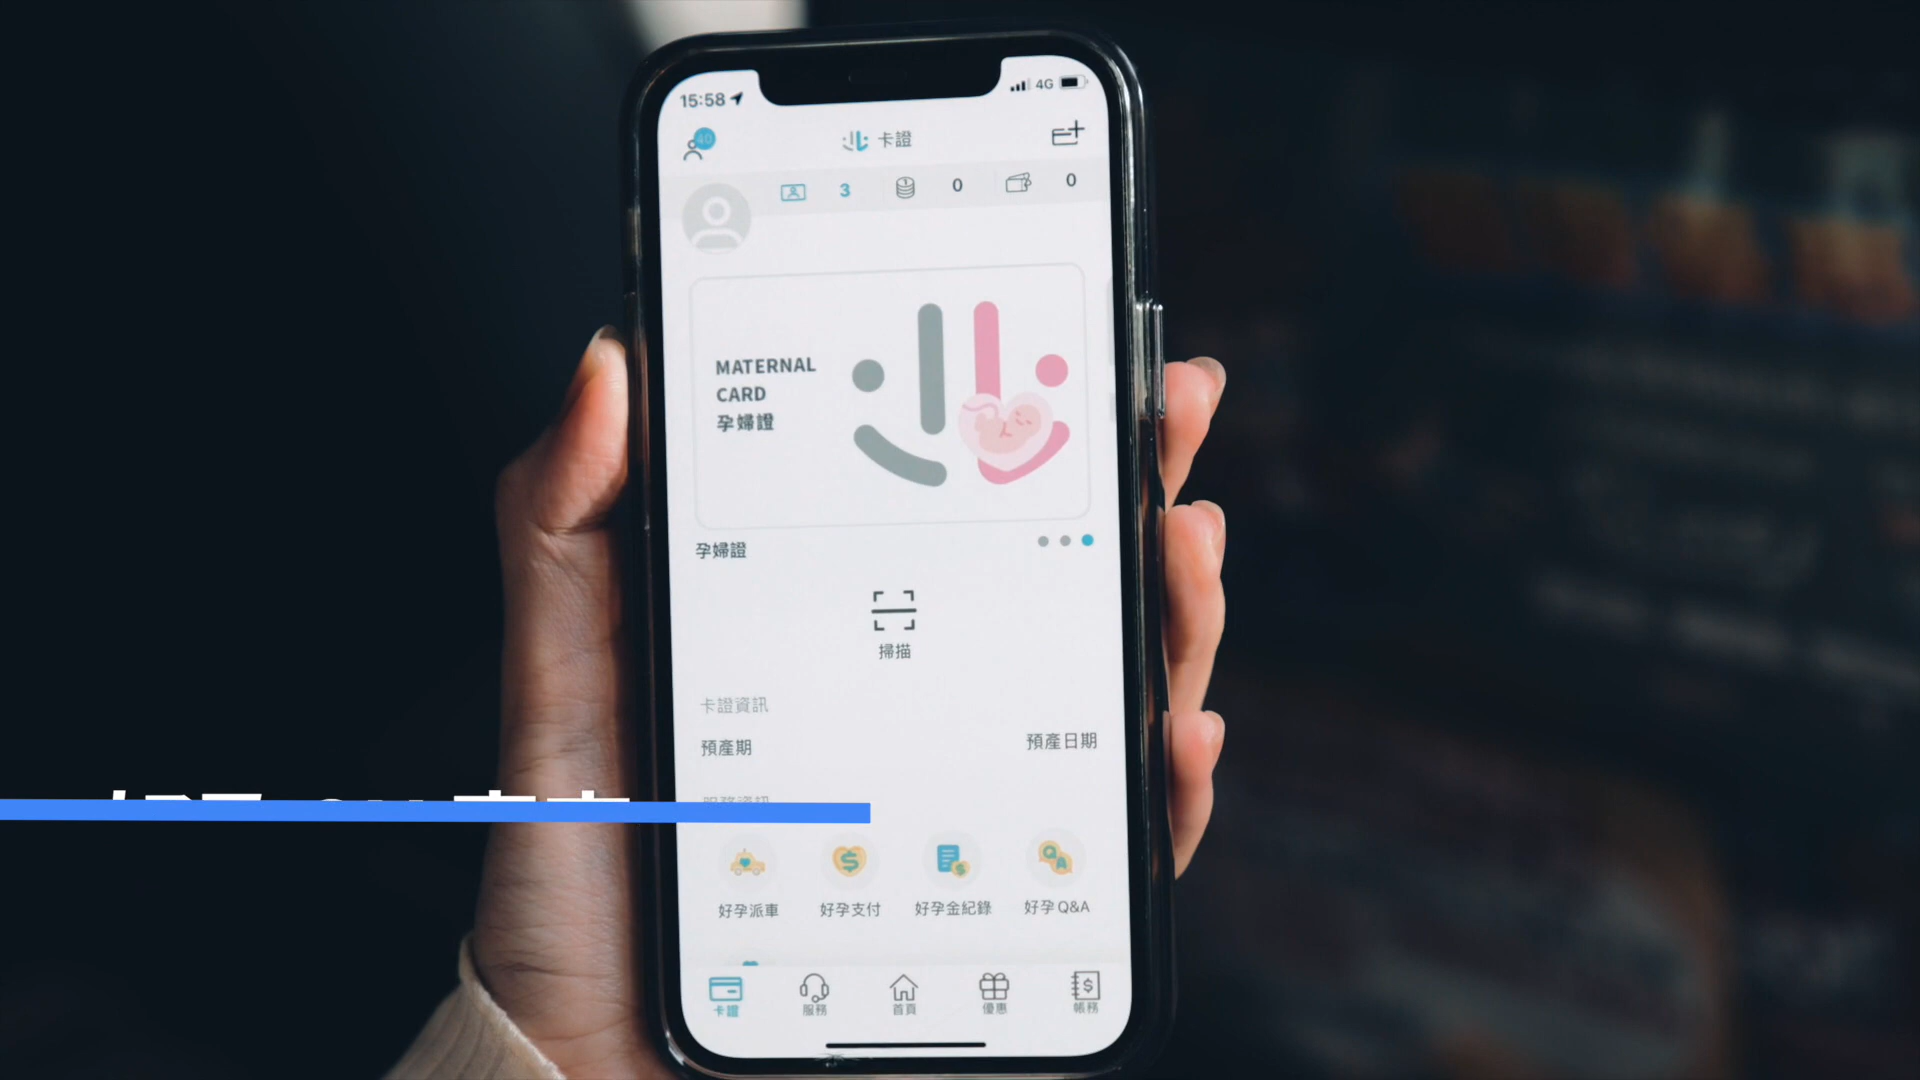 15:58
4G
卡證
3
0
0
MATERNAL
CARD
孕婦證
孕婦證
掃描
卡證資訊
預產期
預產日期
好孕派車
好孕支付
好孕金紀錄
好孕Q&A
卡證
服務
首頁
優惠
帳務